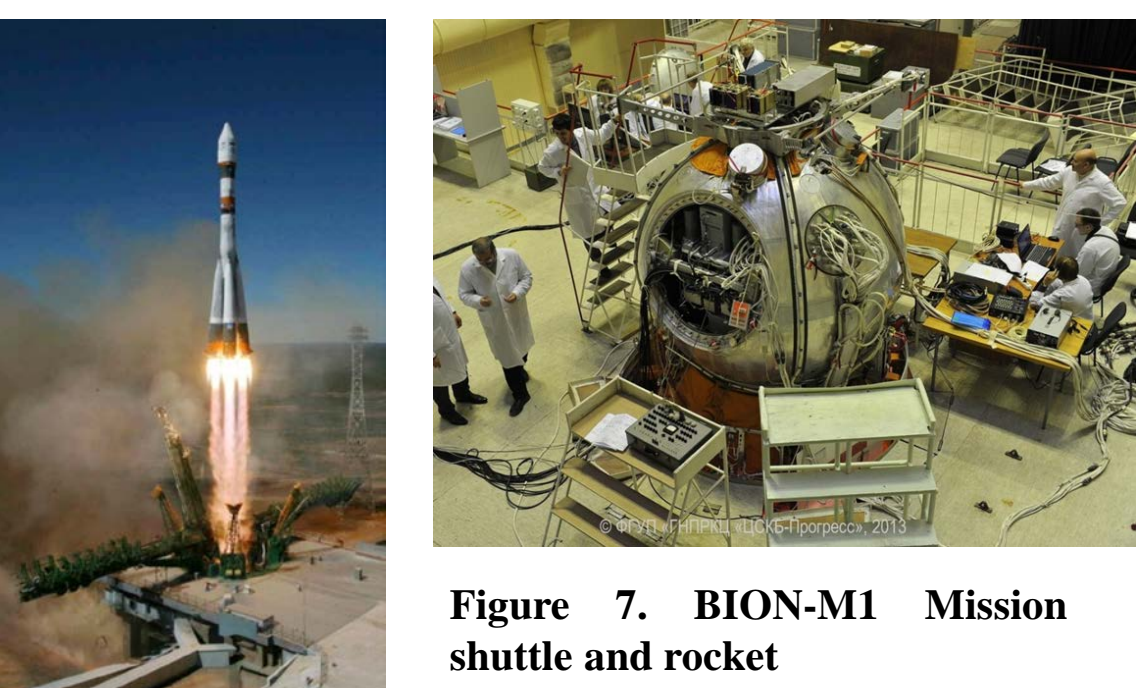 © ФГУП «ГНПРКЦ «ЦСКБ-Прогресс», 2013
Figure 7. BION-M1 Mission
shuttle and rocket